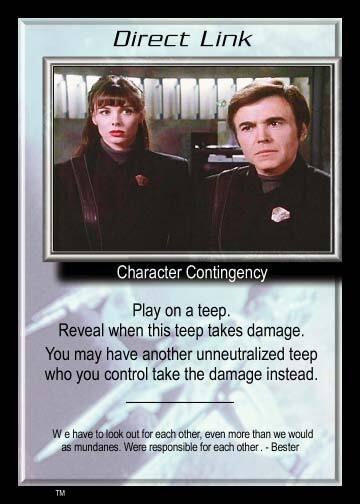 Direct Link
Character Contingency
Play on a teep.
Reveal when this teep takes damage.
You may have another unneutralized teep
who you control take the damage instead.
W e have to look out for each other, even more than we would
as mundanes. Were responsible for each other . - Bester
TM